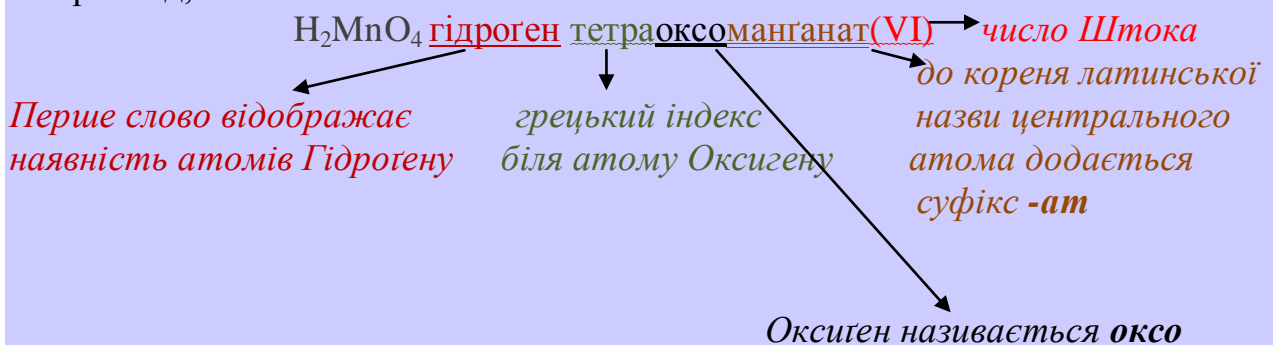 H₂MnO₄ гідроґен тетраоксоманґанат(VI) число Штока
до кореня латинської
Перше слово відображає грецький індекс назви центрального
наявність атомів Гідроґену біля атому Оксигену атома додається
суфікс -ат
Оксиґен називається оксо